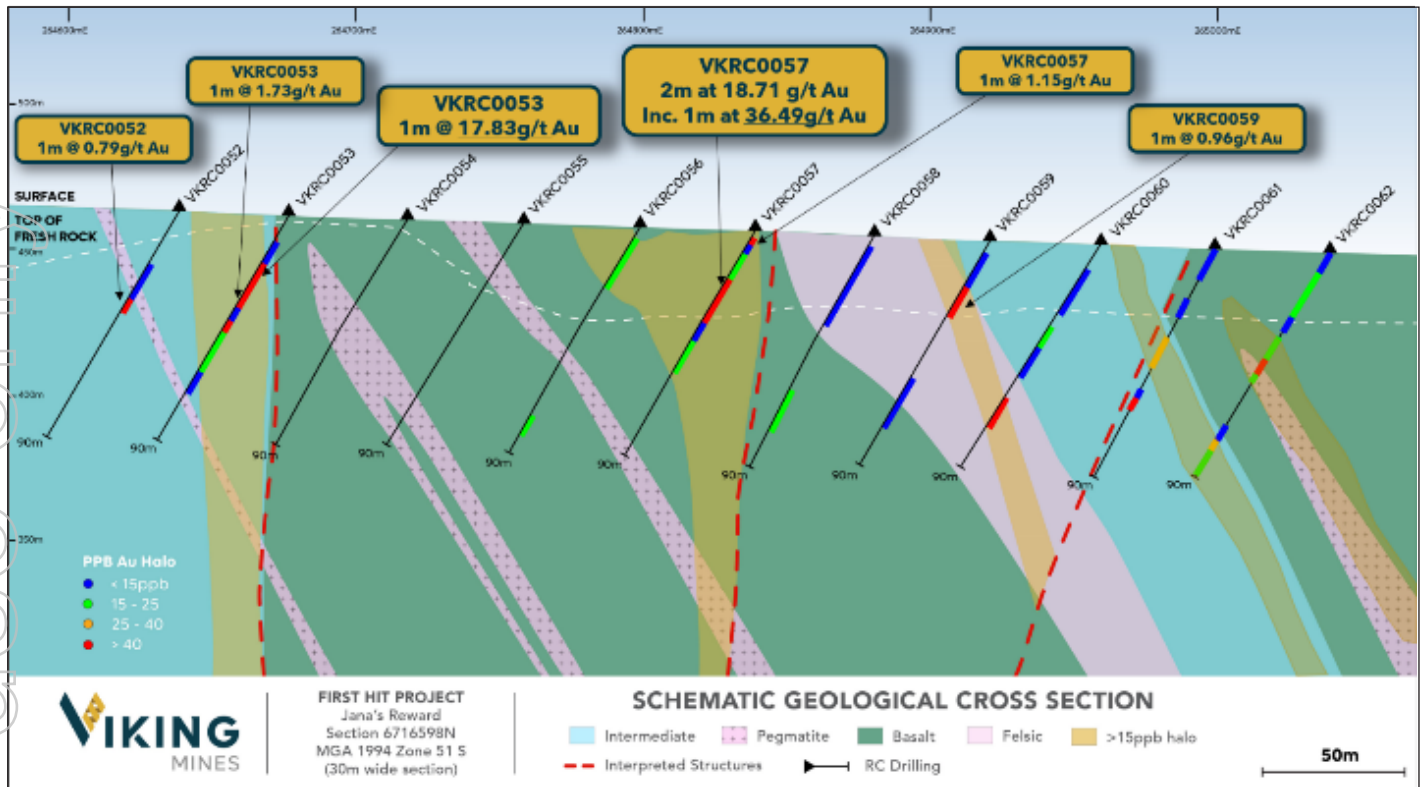 264600mE
264700mE
264800mE
264900mE
265000mE
VKRC0053
1m @ 1.73g/t Au
VKRC0057
2m at 18.71 g/t Au
Inc. 1m at 36.49g/t Au
VKRC0057
1m @ 1.15g/t Au
500m
VKRC0053
1m @ 17.83g/t Au
VKRC0052
1m @ 0.79g/t Au
VKRC0059
1m @ 0.96g/t Au
SURFACE
TOP OF
FRESH ROCK
VKRC0052
VKRC0053
VKRC0054
VKRC0055
VKRC0056
VKRC0057
VKRC0058
VKRC0059
VKRC0060
VKRC0061
VKRC0062
450m
400m
350m
90m
90m
90m
90m
90m
90m
90m
90m
90m
90m
90m
PPB Au Halo
< 15ppb
15 - 25
25 - 40
> 40
VIKING
MINES
FIRST HIT PROJECT
Jana's Reward
Section 6716598N
MGA 1994 Zone 51 S
(30m wide section)
SCHEMATIC GEOLOGICAL CROSS SECTION
Intermediate
Pegmatite
Basalt
Felsic
>15ppb halo
Interpreted Structures
RC Drilling
50m